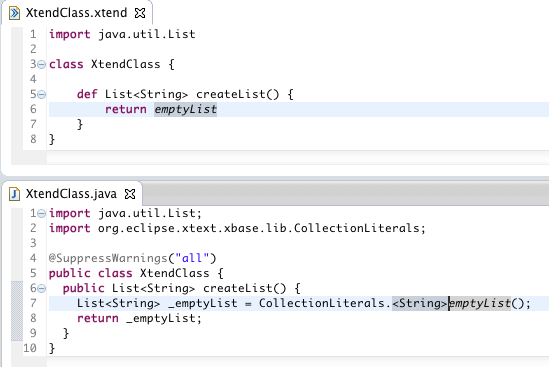 XtendClass.xtend
1 import java.util.List
2
3 class XtendClass {
4
5 def List<String> createList() {
6 return emptyList
7 }
8 }
XtendClass.java
1 import java.util.List;
2 import org.eclipse.xtext.xbase.lib.CollectionLiterals;
3
4 @SuppressWarnings("all")
5 public class XtendClass {
6 public List<String> createList() {
7 List<String> _emptyList = CollectionLiterals.<String>emptyList();
8 return _emptyList;
9 }
10 }